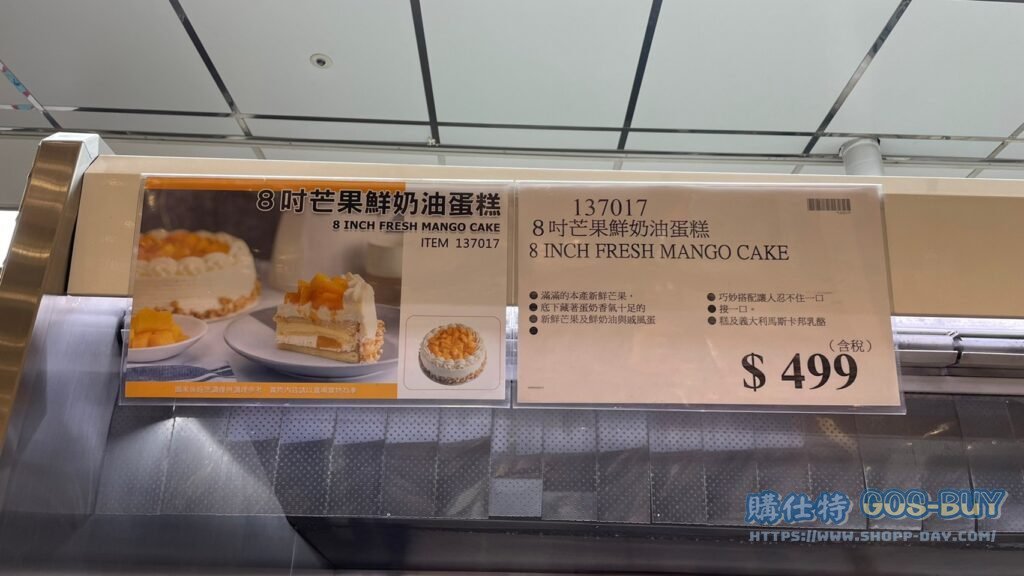 8吋芒果鮮奶油蛋糕
8 INCH FRESH MANGO CAKE
ITEM 137017
137017
8吋芒果鮮奶油蛋糕
8 INCH FRESH MANGO CAKE
滿滿的本產新鮮芒果，
底下藏著蛋奶香氣十足的
新鮮芒果及鮮奶油與戚風蛋
巧妙搭配讓人忍不住一口
接一口。
糕及義大利馬斯卡邦乳酪
(含稅)
$ 499
購仕特 GOS-BUY
HTTPS://WWW.SHOPP-DAY.COM/